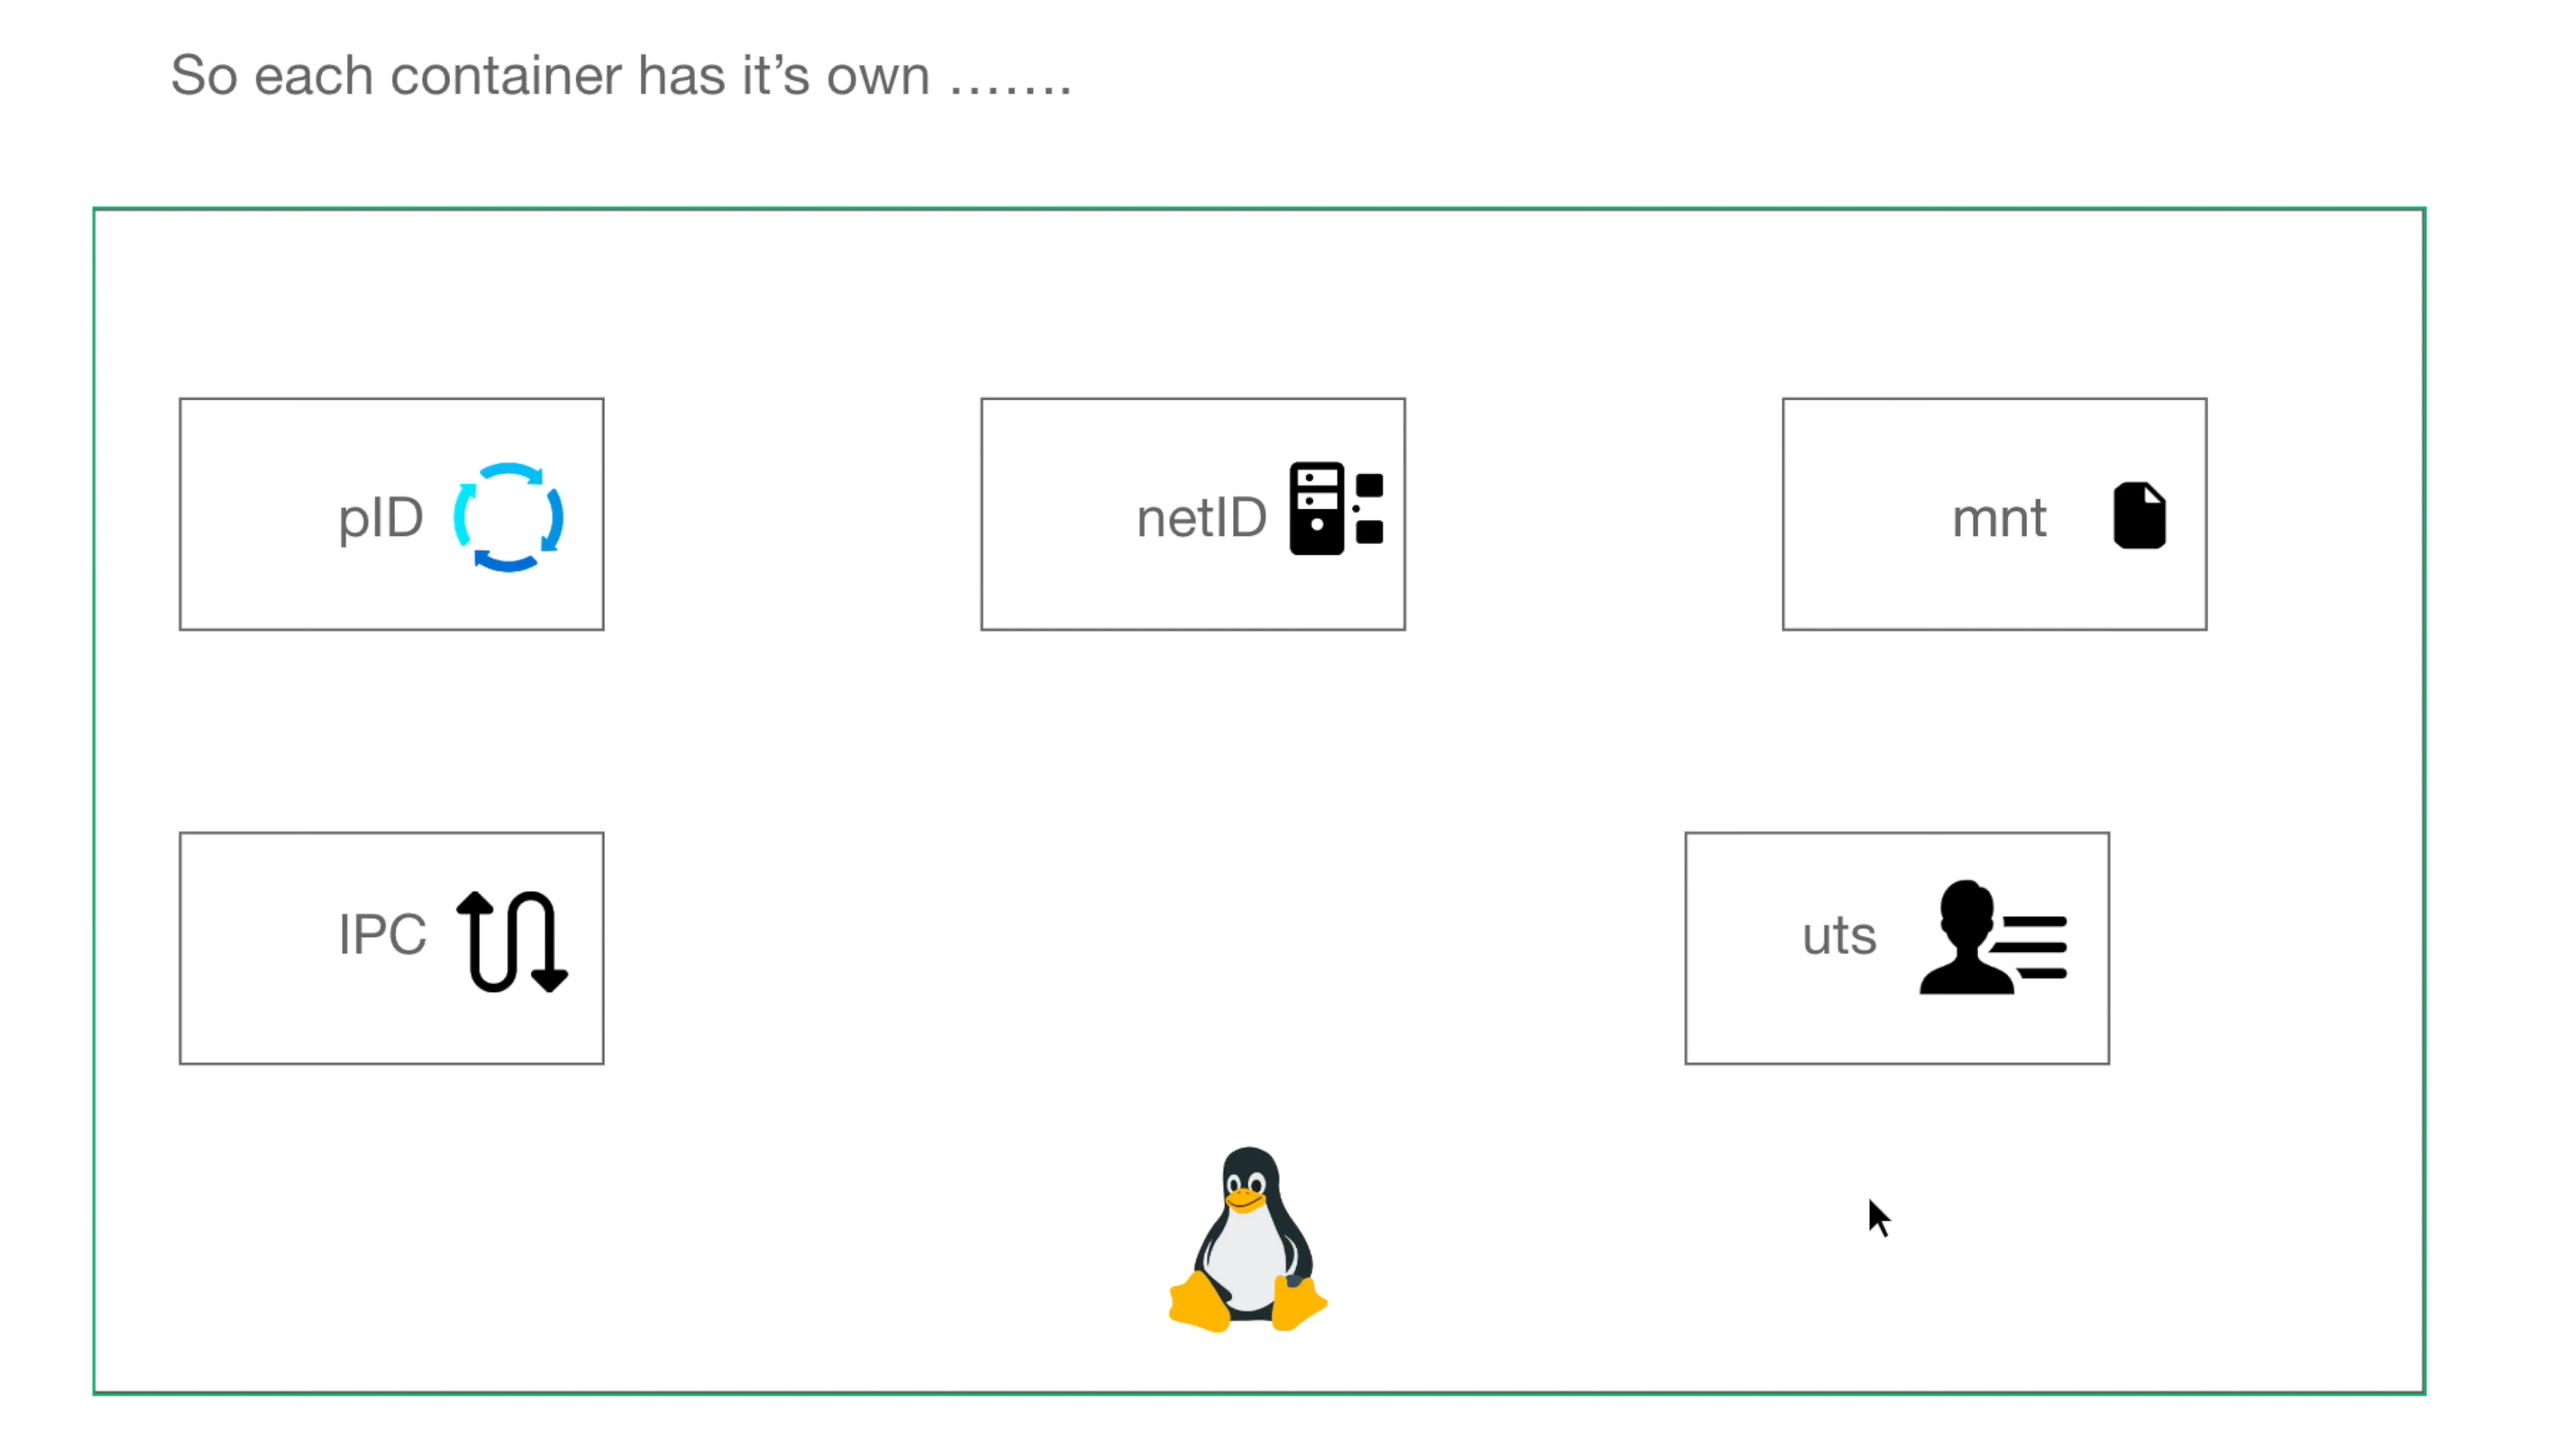 So each container has it’s own .......
pID
netID
mnt
IPC
uts